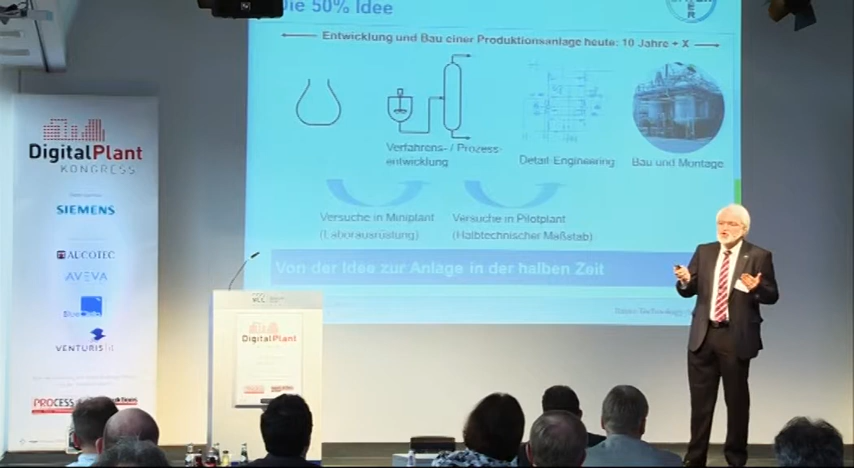 Die 50% Idee
BAYER
BAYER
Entwicklung und Bau einer Produktionsanlage heute: 10 Jahre + X
Verfahrens- / Prozess-
entwicklung
Detail Engineering
Bau und Montage
Versuche in Miniplant
(Laborausrüstung)
Versuche in Pilotplant
(Halbtechnischer Maßstab)
Von der Idee zur Anlage in der halben Zeit
DigitalPlant
KONGRESS
SIEMENS
AUCOTEC
AVEVA
VENTURIS
PROCESS
DigitalPlant